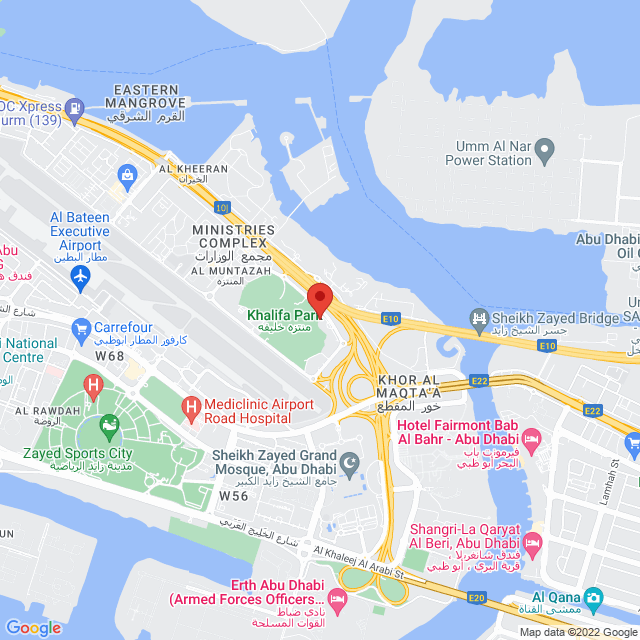 EASTERN
MANGROVE
القرم الشرقي
OC Xpress
urm (139)
Umm Al Nar
Power Station
AL KHEERAN
الخيران
10
Al Bateen
Executive
Airport
مطار البطين
MINISTRIES
COMPLEX
مجمع الوزارات
AL MUNTAZAH
المنتزه
Abu Dhabi
Oil C
Abu
G
فندق ه
Khalifa Park
منتزه خليفه
E10
Sheikh Zayed Bridge
جسر الشيخ زايد
E10
Carrefour
كارفور المطار ابوظبي
W68
i National
Centre
KHOR AL
MAQTA'A
خور المقطع
E22
E22
AL RAWDAH
الروضة
Mediclinic Airport
Road Hospital
Zayed Sports City
مدينة زايد الرياضية
Hotel Fairmont Bab
Al Bahr - Abu Dhabi
فيرمونت باب
البحر ابو ظبي
Sheikh Zayed Grand
Mosque, Abu Dhabi
جامع الشيخ زايد الكبير
W56
Lamhah St
شارع الخليج العربي
Al Khaleej Al Arabi St
Shangri-La Qaryat
Al Beri, Abu Dhabi
فندق شانغريلا ،
قرية البري ، أبو ظبي
UN
Erth Abu Dhabi
(Armed Forces Officers...
نادي ضباط
القوات المسلحة
E20
Al Qana
ممشى القناة
Google
Map data ©2022 Google